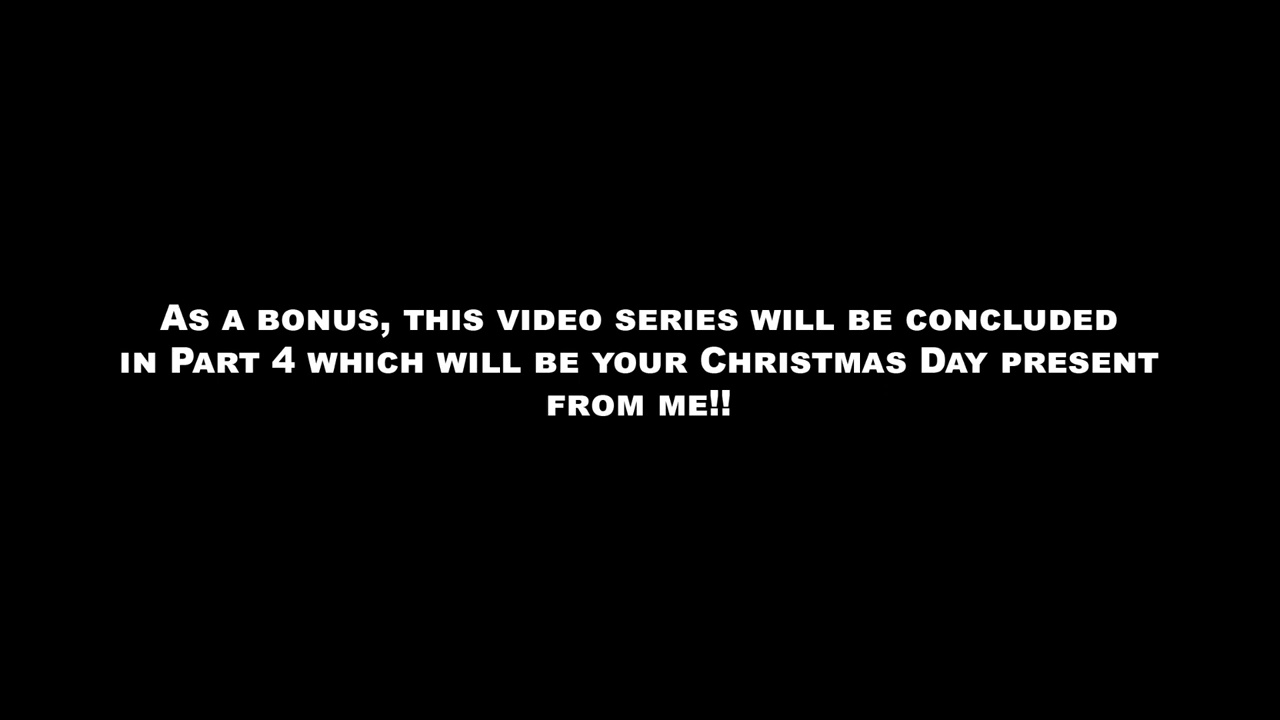 As a bonus, this video series will be concluded
in Part 4 which will be your Christmas Day present
from me!!